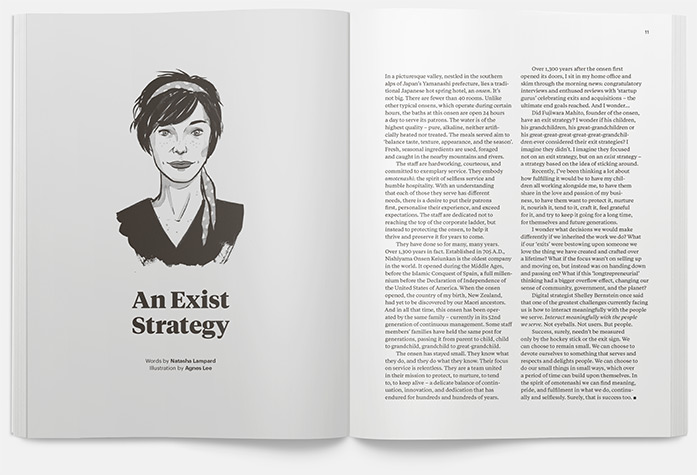 An Exist
Strategy
Words by Natasha Lampard
Illustration by Agnes Lee
11
In a picturesque valley, nestled in the southern
alps of Japan's Yamanashi prefecture, lies a tradi-
tional Japanese hot spring hotel, an onsen. It's
not big. There are fewer than 40 rooms. Unlike
other typical onsens, which operate during certain
hours, the baths at this onsen are open 24 hours
a day to serve its patrons. The water is of the
highest quality – pure, alkaline, neither artifi-
cially heated nor treated. The meals served aim to
'balance taste, texture, appearance, and the season'.
Fresh, seasonal ingredients are used, foraged
and caught in the nearby mountains and rivers.
The staff are hardworking, courteous, and
committed to exemplary service. They embody
omotenashi: the spirit of selfless service and
humble hospitality. With an understanding
that each of those they serve has different
needs, there is a desire to put their patrons
first, personalise their experience, and exceed
expectations. The staff are dedicated not to
reaching the top of the corporate ladder, but
instead to protecting the onsen, to help it
thrive and preserve it for years to come.
They have done so for many, many years.
Over 1,300 years in fact. Established in 705 A.D.,
Nishiyama Onsen Keiunkan is the oldest company
in the world. It opened during the Middle Ages,
before the Islamic Conquest of Spain, a full millen-
nium before the Declaration of Independence of
the United States of America. When the onsen
opened, the country of my birth, New Zealand,
had yet to be discovered by our Maori ancestors.
And in all that time, this onsen has been oper-
ated by the same family – currently in its 52nd
generation of continuous management. Some staff
members' families have held the same post for
generations, passing it from parent to child, child
to grandchild, grandchild to great grandchild.
The onsen has stayed small. They know what
they do, and they do what they know. Their focus
on service is relentless. They are a team united
in their mission to protect, to nurture, to tend
to, to keep alive – a delicate balance of contin-
uation, innovation, and dedication that has
endured for hundreds and hundreds of years.
Over 1,300 years after the onsen first
opened its doors, I sit in my home office and
skim through the morning news: congratulatory
interviews and enthused reviews with 'startup
gurus' celebrating exits and acquisitions – the
ultimate end goals reached. And I wonder...
Did Fujiwara Mahito, founder of the onsen,
have an exit strategy? I wonder if his children,
his grandchildren, his great-grandchildren or
his great-great-great-great-great-grandchil-
dren ever considered their exit strategies? I
imagine they didn't. I imagine they focused
not on an exit strategy, but on an exist strategy –
a strategy based on the idea of sticking around.
Recently, I've been thinking a lot about
how fulfilling it would be to have my chil-
dren all working alongside me, to have them
share in the love and passion of my busi-
ness, to have them want to protect it, nurture
it, nourish it, tend to it, craft it, feel grateful
for it, and try to keep it going for a long time,
for themselves and future generations.
I wonder what decisions we would make
differently if we inherited the work we do? What
if our 'exits' were bestowing upon someone we
love the thing we have created and crafted over
a lifetime? What if the focus wasn't on selling up
and moving on, but instead was on handing down
and passing on? What if this 'longtrepreneurial'
thinking had a bigger overflow effect, changing our
sense of community, government, and the planet?
Digital strategist Shelley Bernstein once said
that one of the greatest challenges currently facing
us is how to interact meaningfully with the people
we serve. Interact meaningfully with the people
we serve. Not eyeballs. Not users. But people.
Success, surely, needn't be measured
only by the hockey stick or the exit sign. We
can choose to remain small. We can choose to
devote ourselves to something that serves and
respects and delights people. We can choose to
do our small things in small ways, which over
a period of time can build upon themselves. In
the spirit of omotenashi we can find meaning,
pride, and fulfilment in what we do, continu-
ally and selflessly. Surely, that is success too. ■